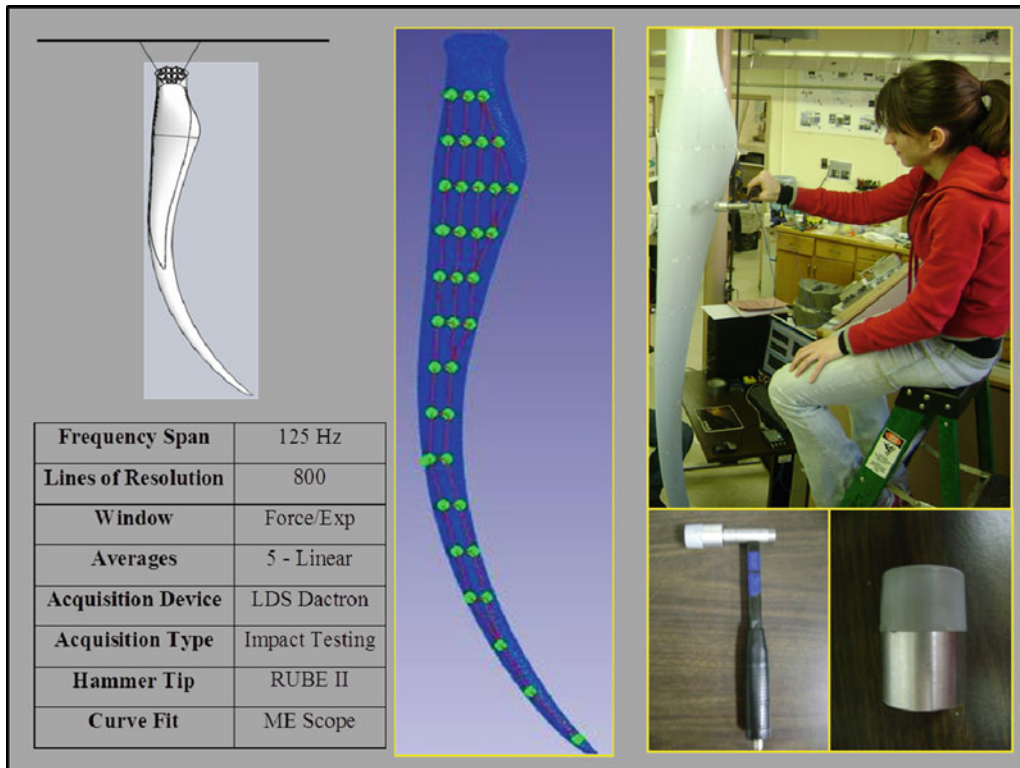 Frequency Span 125 Hz
Lines of Resolution 800
Window Force/Exp
Averages 5 - Linear
Acquisition Device LDS Dactron
Acquisition Type Impact Testing
Hammer Tip RUBE II
Curve Fit ME Scope